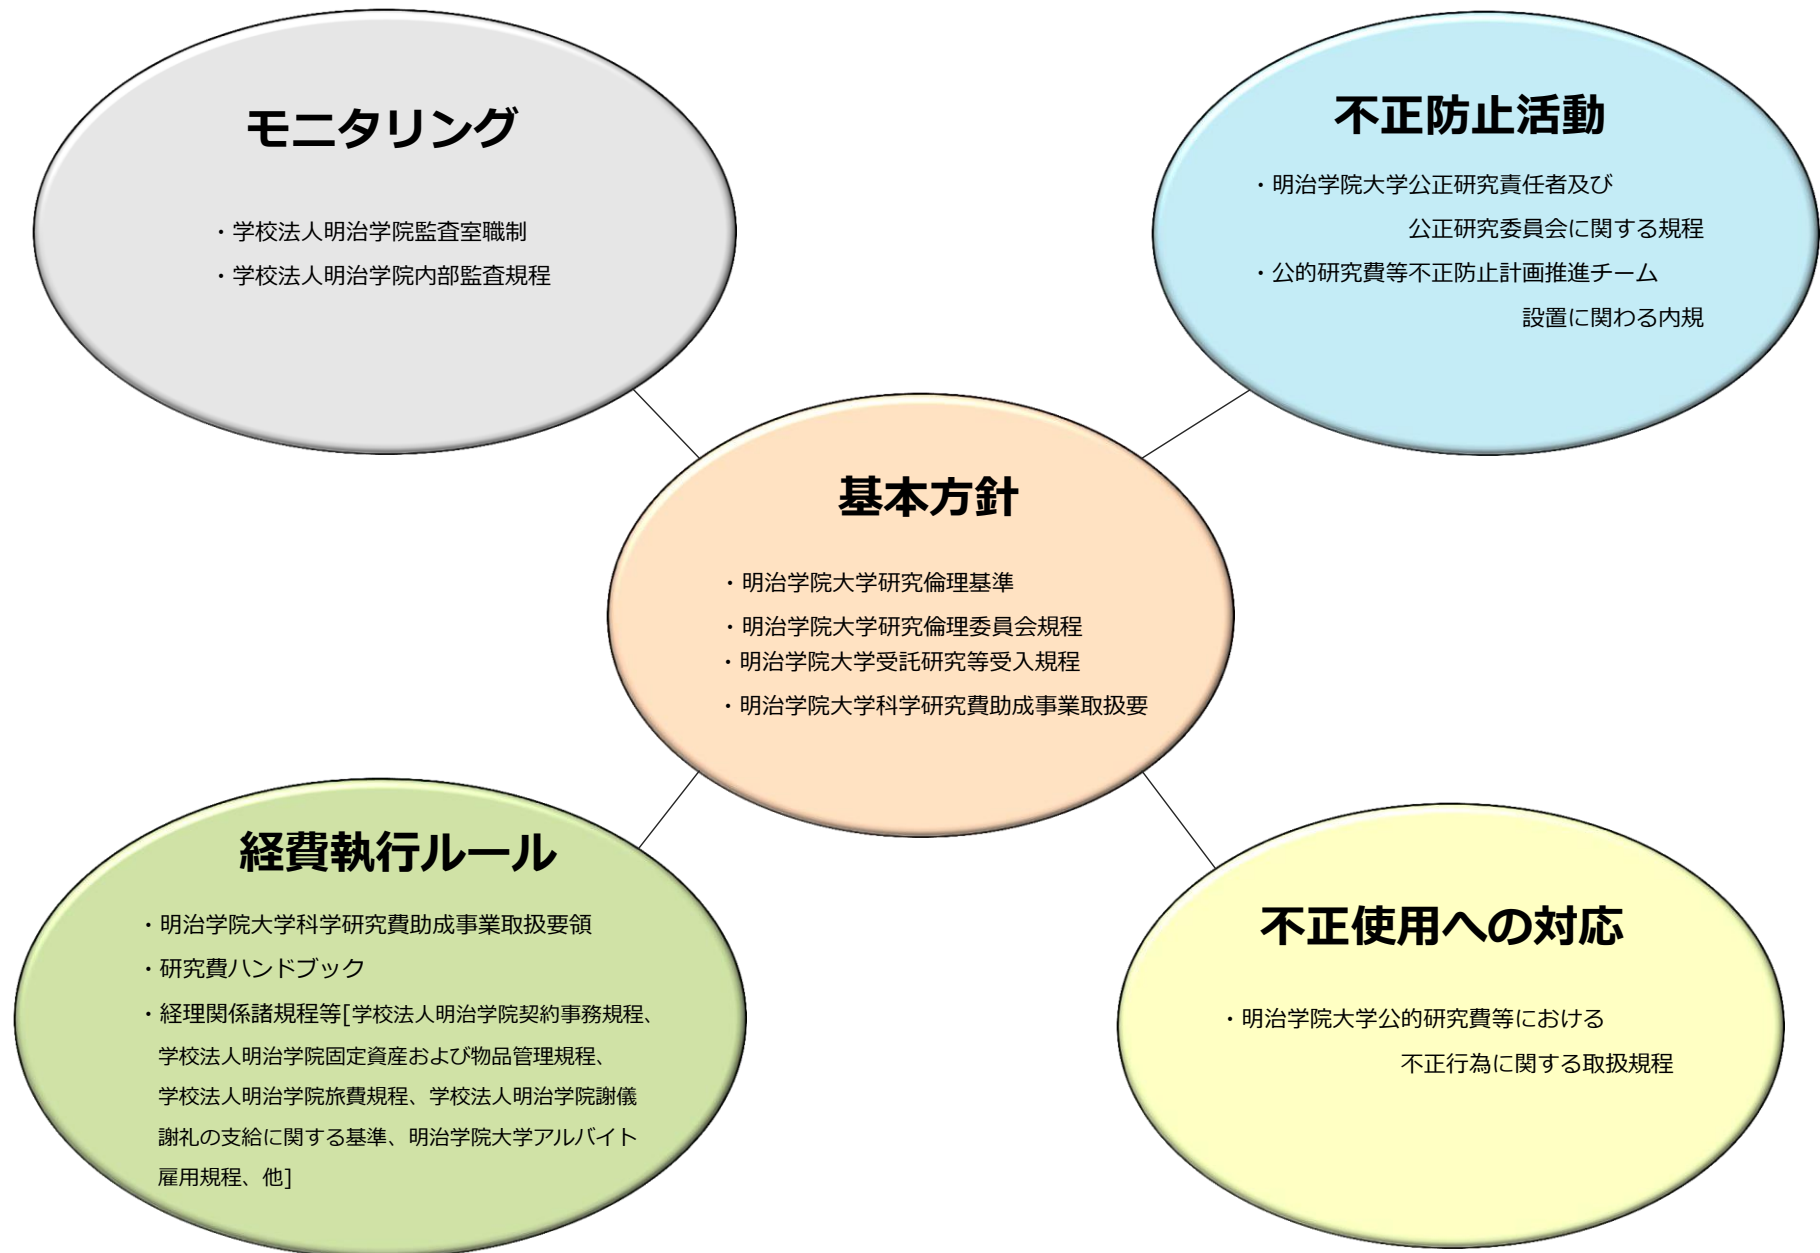 モニタリング
・学校法人明治学院監査室職制
・学校法人明治学院内部監査規程
不正防止活動
・明治学院大学公正研究責任者及び
公正研究委員会に関する規程
・公的研究費等不正防止計画推進チーム
設置に関わる内規
基本方針
・明治学院大学研究倫理基準
・明治学院大学研究倫理委員会規程
・明治学院大学受託研究等受入規程
・明治学院大学科学研究費助成事業取扱要
経費執行ルール
・明治学院大学科学研究費助成事業取扱要領
・研究費ハンドブック
・経理関係諸規程等[学校法人明治学院契約事務規程、
学校法人明治学院固定資産および物品管理規程、
学校法人明治学院旅費規程、学校法人明治学院謝儀
謝礼の支給に関する基準、明治学院大学アルバイト
雇用規程、他]
不正使用への対応
・明治学院大学公的研究費等における
不正行為に関する取扱規程